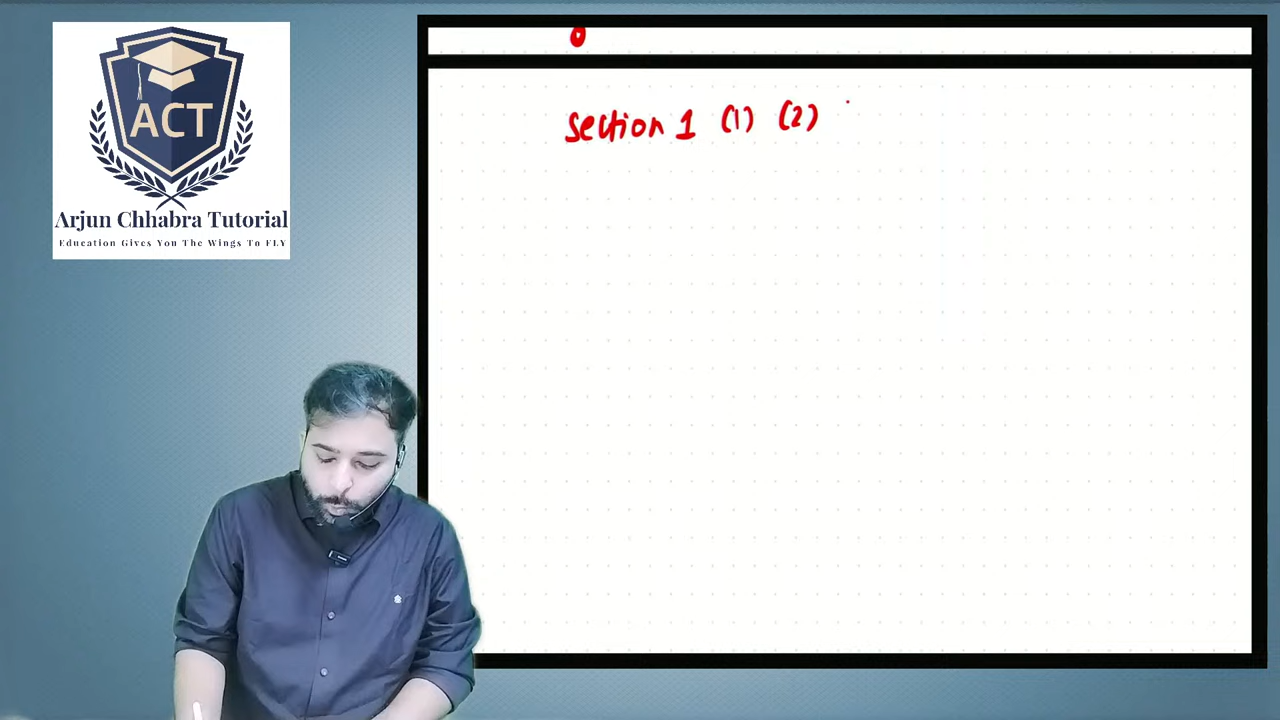 ACT
Arjun Chhabra Tutorial
Education Gives You The Wings To FLY
Section 1 (1) (2)